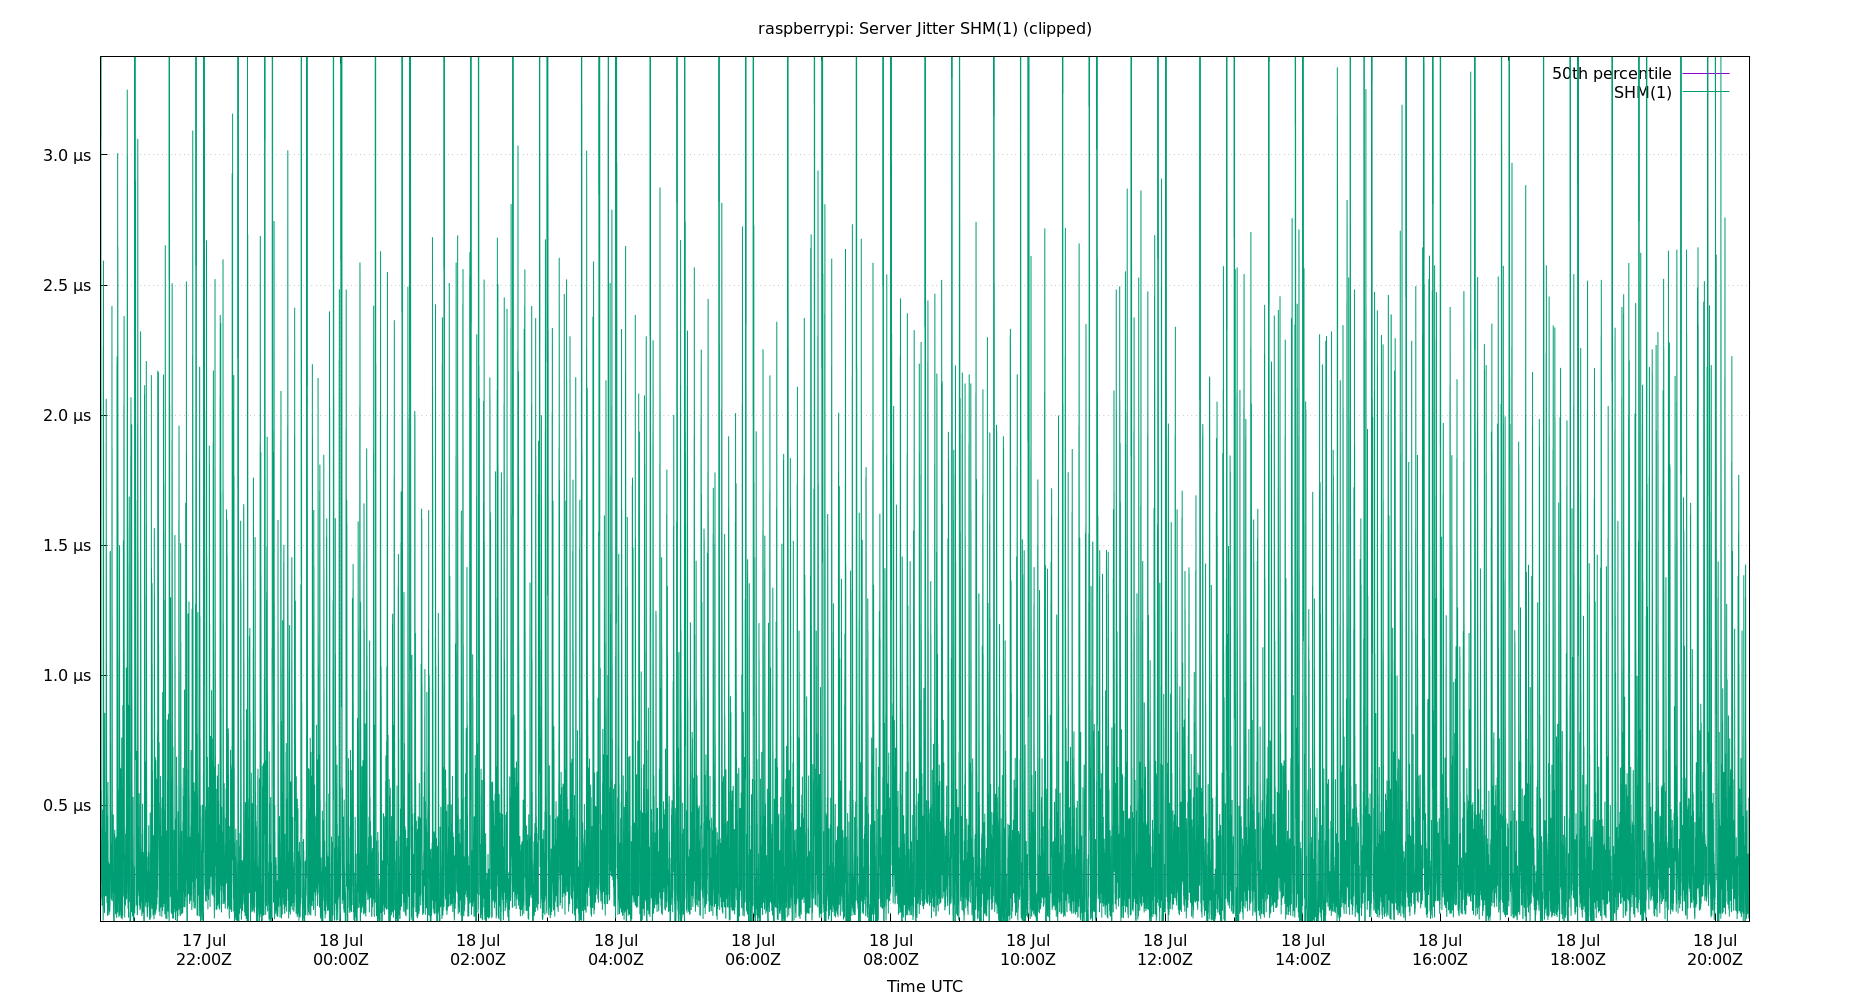 raspberrypi: Server Jitter SHM(1) (clipped)
50th percentile
SHM(1)
3.0 µs
2.5 µs
2.0 µs
1.5 µs
1.0 µs
0.5 µs
17 Jul 18 Jul 18 Jul 18 Jul 18 Jul 18 Jul 18 Jul 18 Jul 18 Jul 18 Jul 18 Jul 18 Jul
22:00Z 00:00Z 02:00Z 04:00Z 06:00Z 08:00Z 10:00Z 12:00Z 14:00Z 16:00Z 18:00Z 20:00Z
Time UTC